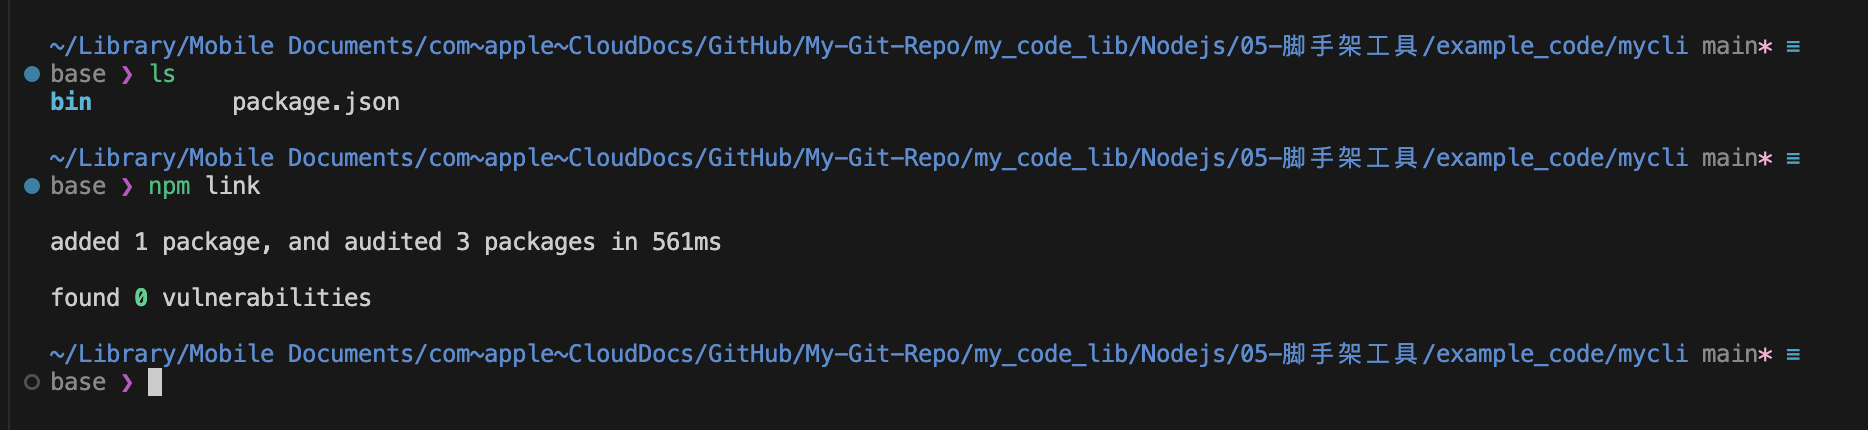 ~/Library/Mobile Documents/com~apple~CloudDocs/GitHub/My-Git-Repo/my_code_lib/Nodejs/05-脚手架工具/example_code/mycli main* ≡
base ❯ ls
bin          package.json
~/Library/Mobile Documents/com~apple~CloudDocs/GitHub/My-Git-Repo/my_code_lib/Nodejs/05-脚手架工具/example_code/mycli main* ≡
base ❯ npm link
added 1 package, and audited 3 packages in 561ms
found 0 vulnerabilities
~/Library/Mobile Documents/com~apple~CloudDocs/GitHub/My-Git-Repo/my_code_lib/Nodejs/05-脚手架工具/example_code/mycli main* ≡
base ❯